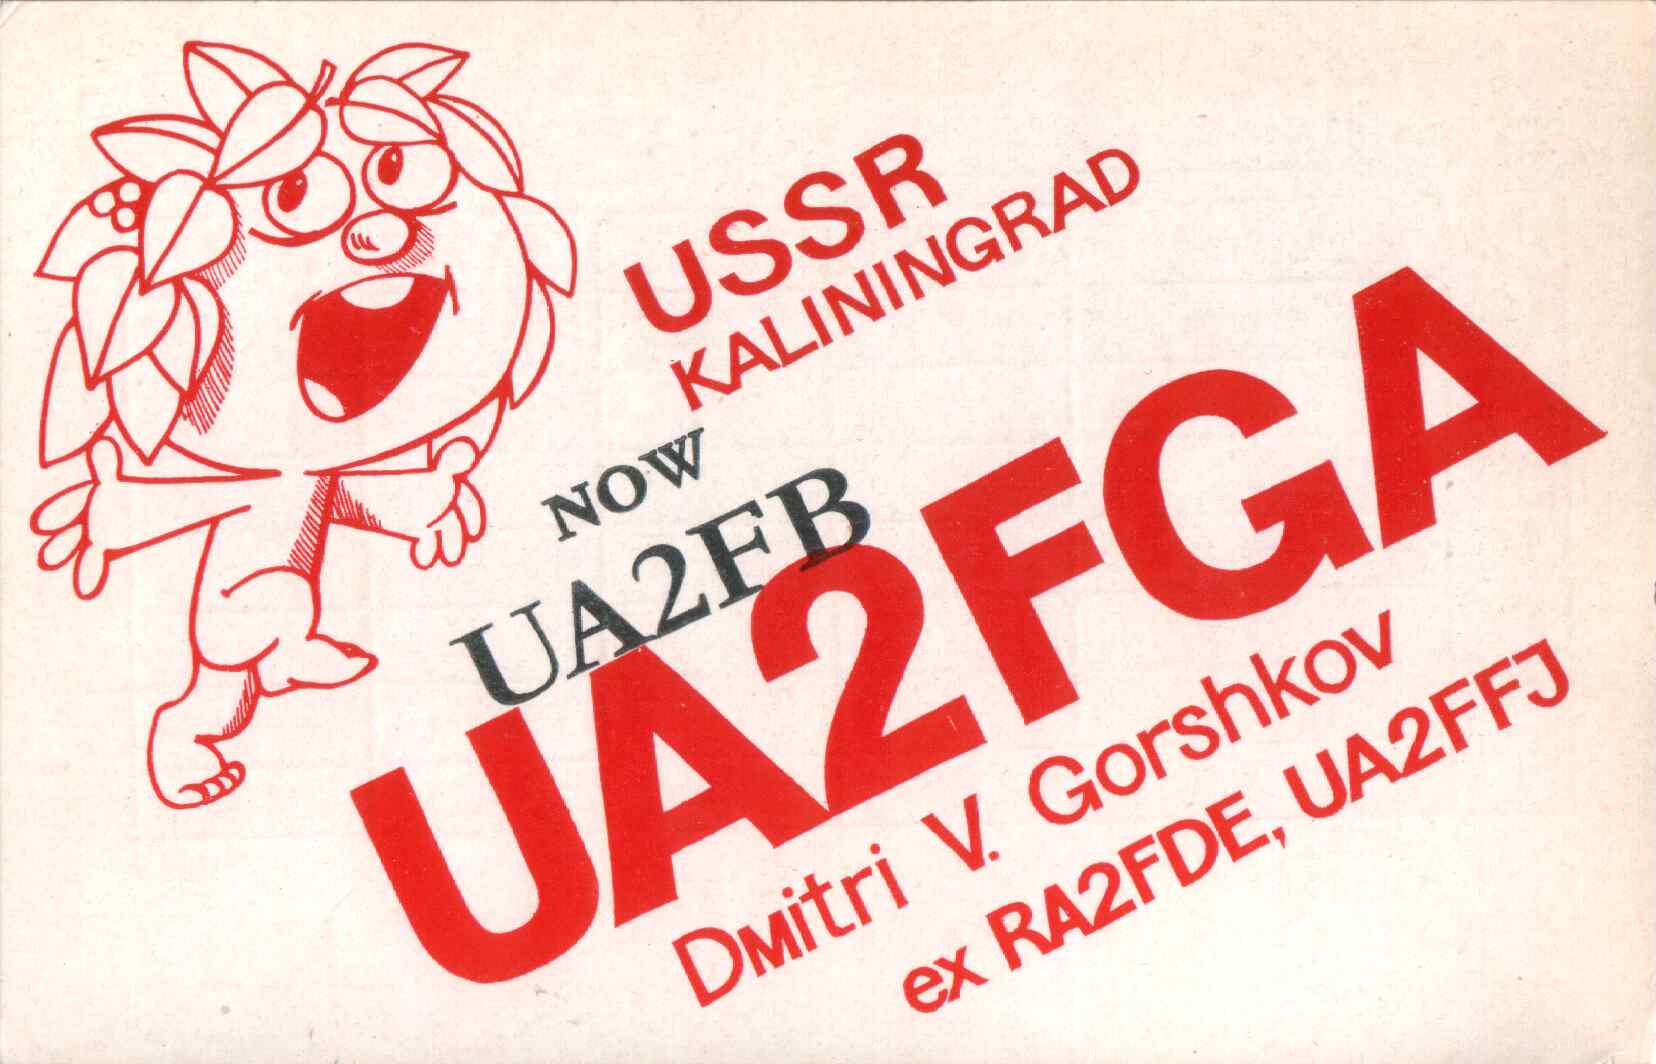 USSR
KALININGRAD
NOW
UA2FB
UA2FGA
Dmitri V. Gorshkov
ex RA2FDE, UA2FFJ